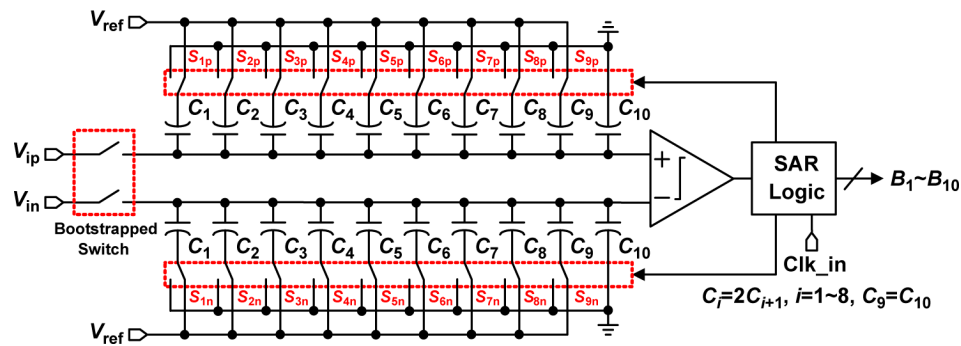 Vref
S1p S2p S3p S4p S5p S6p S7p S8p S9p
C1 C2 C3 C4 C5 C6 C7 C8 C9 C10
Vip
Vin
Bootstrapped
Switch
+
−
SAR
Logic
B1~B10
Clk_in
C1 C2 C3 C4 C5 C6 C7 C8 C9 C10
S1n S2n S3n S4n S5n S6n S7n S8n S9n
Vref
Ci=2Ci+1, i=1~8, C9=C10